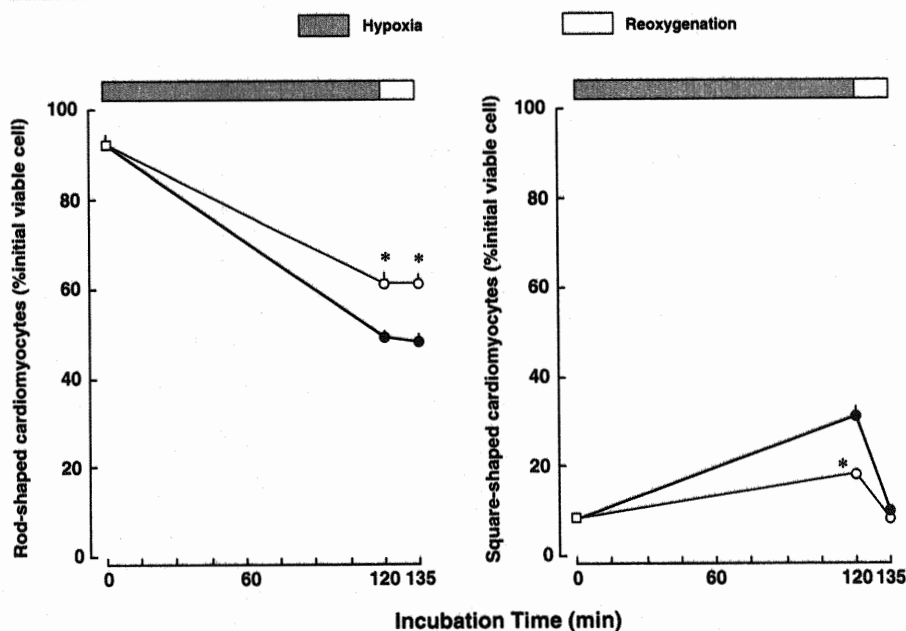 Hypoxia
Reoxygenation
Rod-shaped cardiomyocytes (%initial viable cell)
100
80
60
40
20
0
* *
0 60 120 135
Square-shaped cardiomyocytes (%initial viable cell)
100
80
60
40
20
0
*
0 60 120 135
Incubation Time (min)